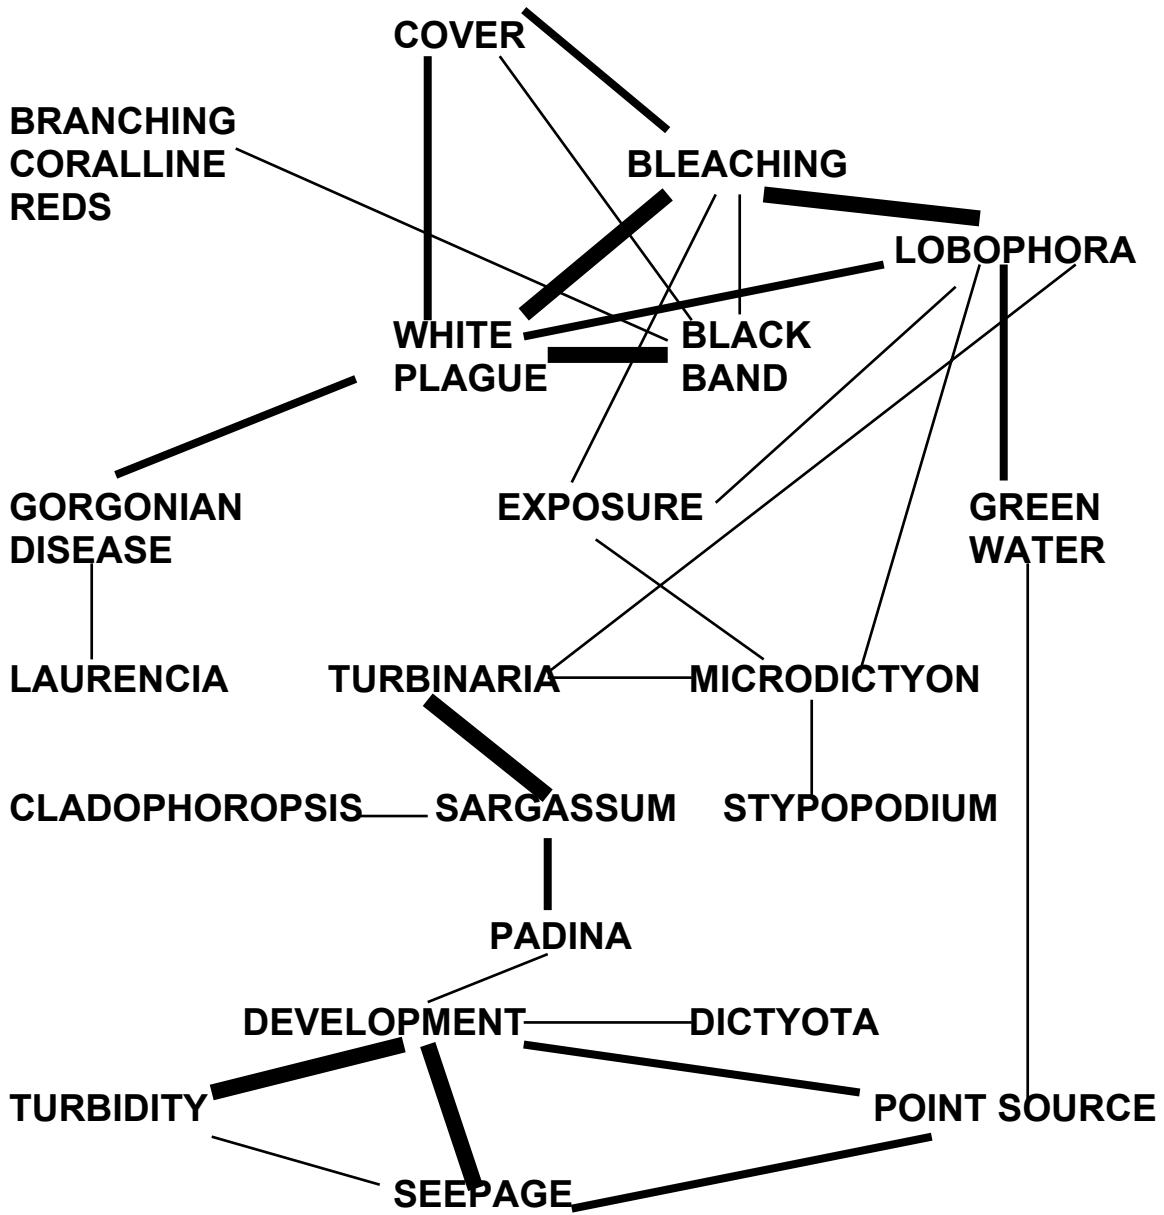 COVER
BRANCHING
CORALLINE
REDS
BLEACHING
LOBOPHORA
WHITE
PLAGUE
BLACK
BAND
GORGONIAN
DISEASE
EXPOSURE
GREEN
WATER
LAURENCIA
TURBINARIA
MICRODICTYON
CLADOPHOROPSIS
SARGASSUM
STYPOPODIUM
PADINA
DEVELOPMENT
DICTYOTA
TURBIDITY
POINT SOURCE
SEEPAGE